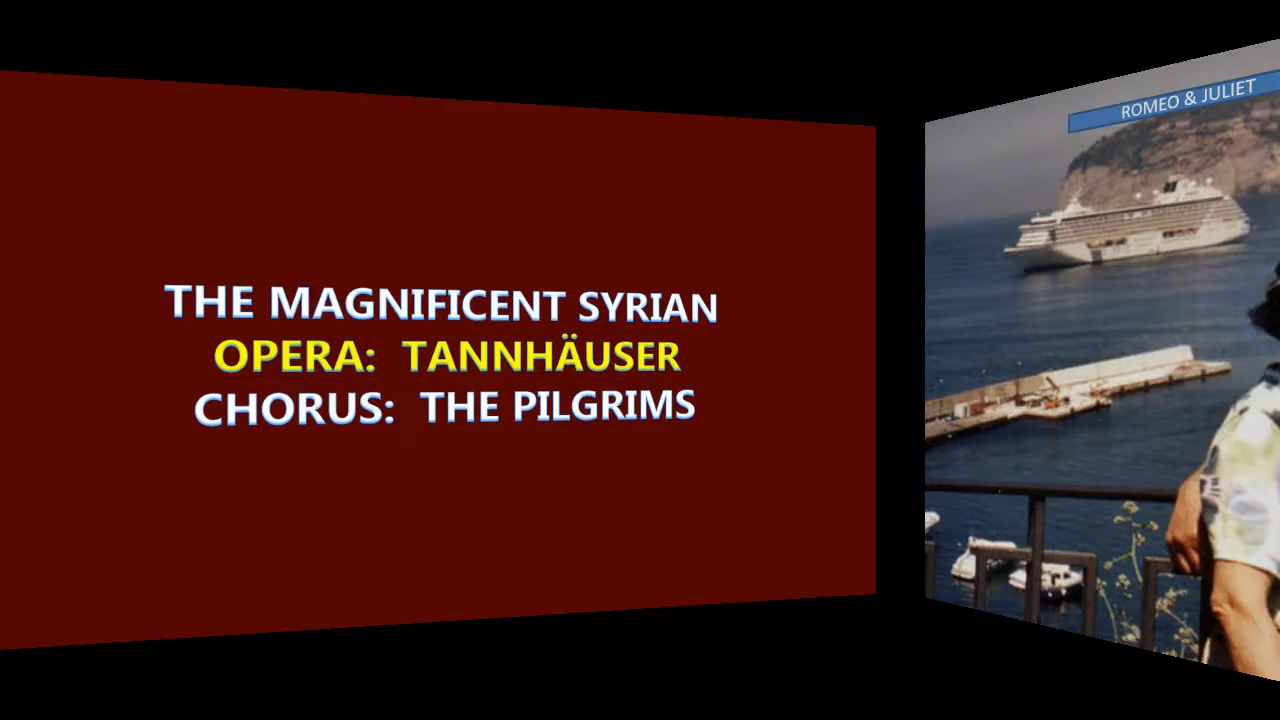 THE MAGNIFICENT SYRIAN
OPERA: TANNHÄUSER
CHORUS: THE PILGRIMS
ROMEO & JULIET